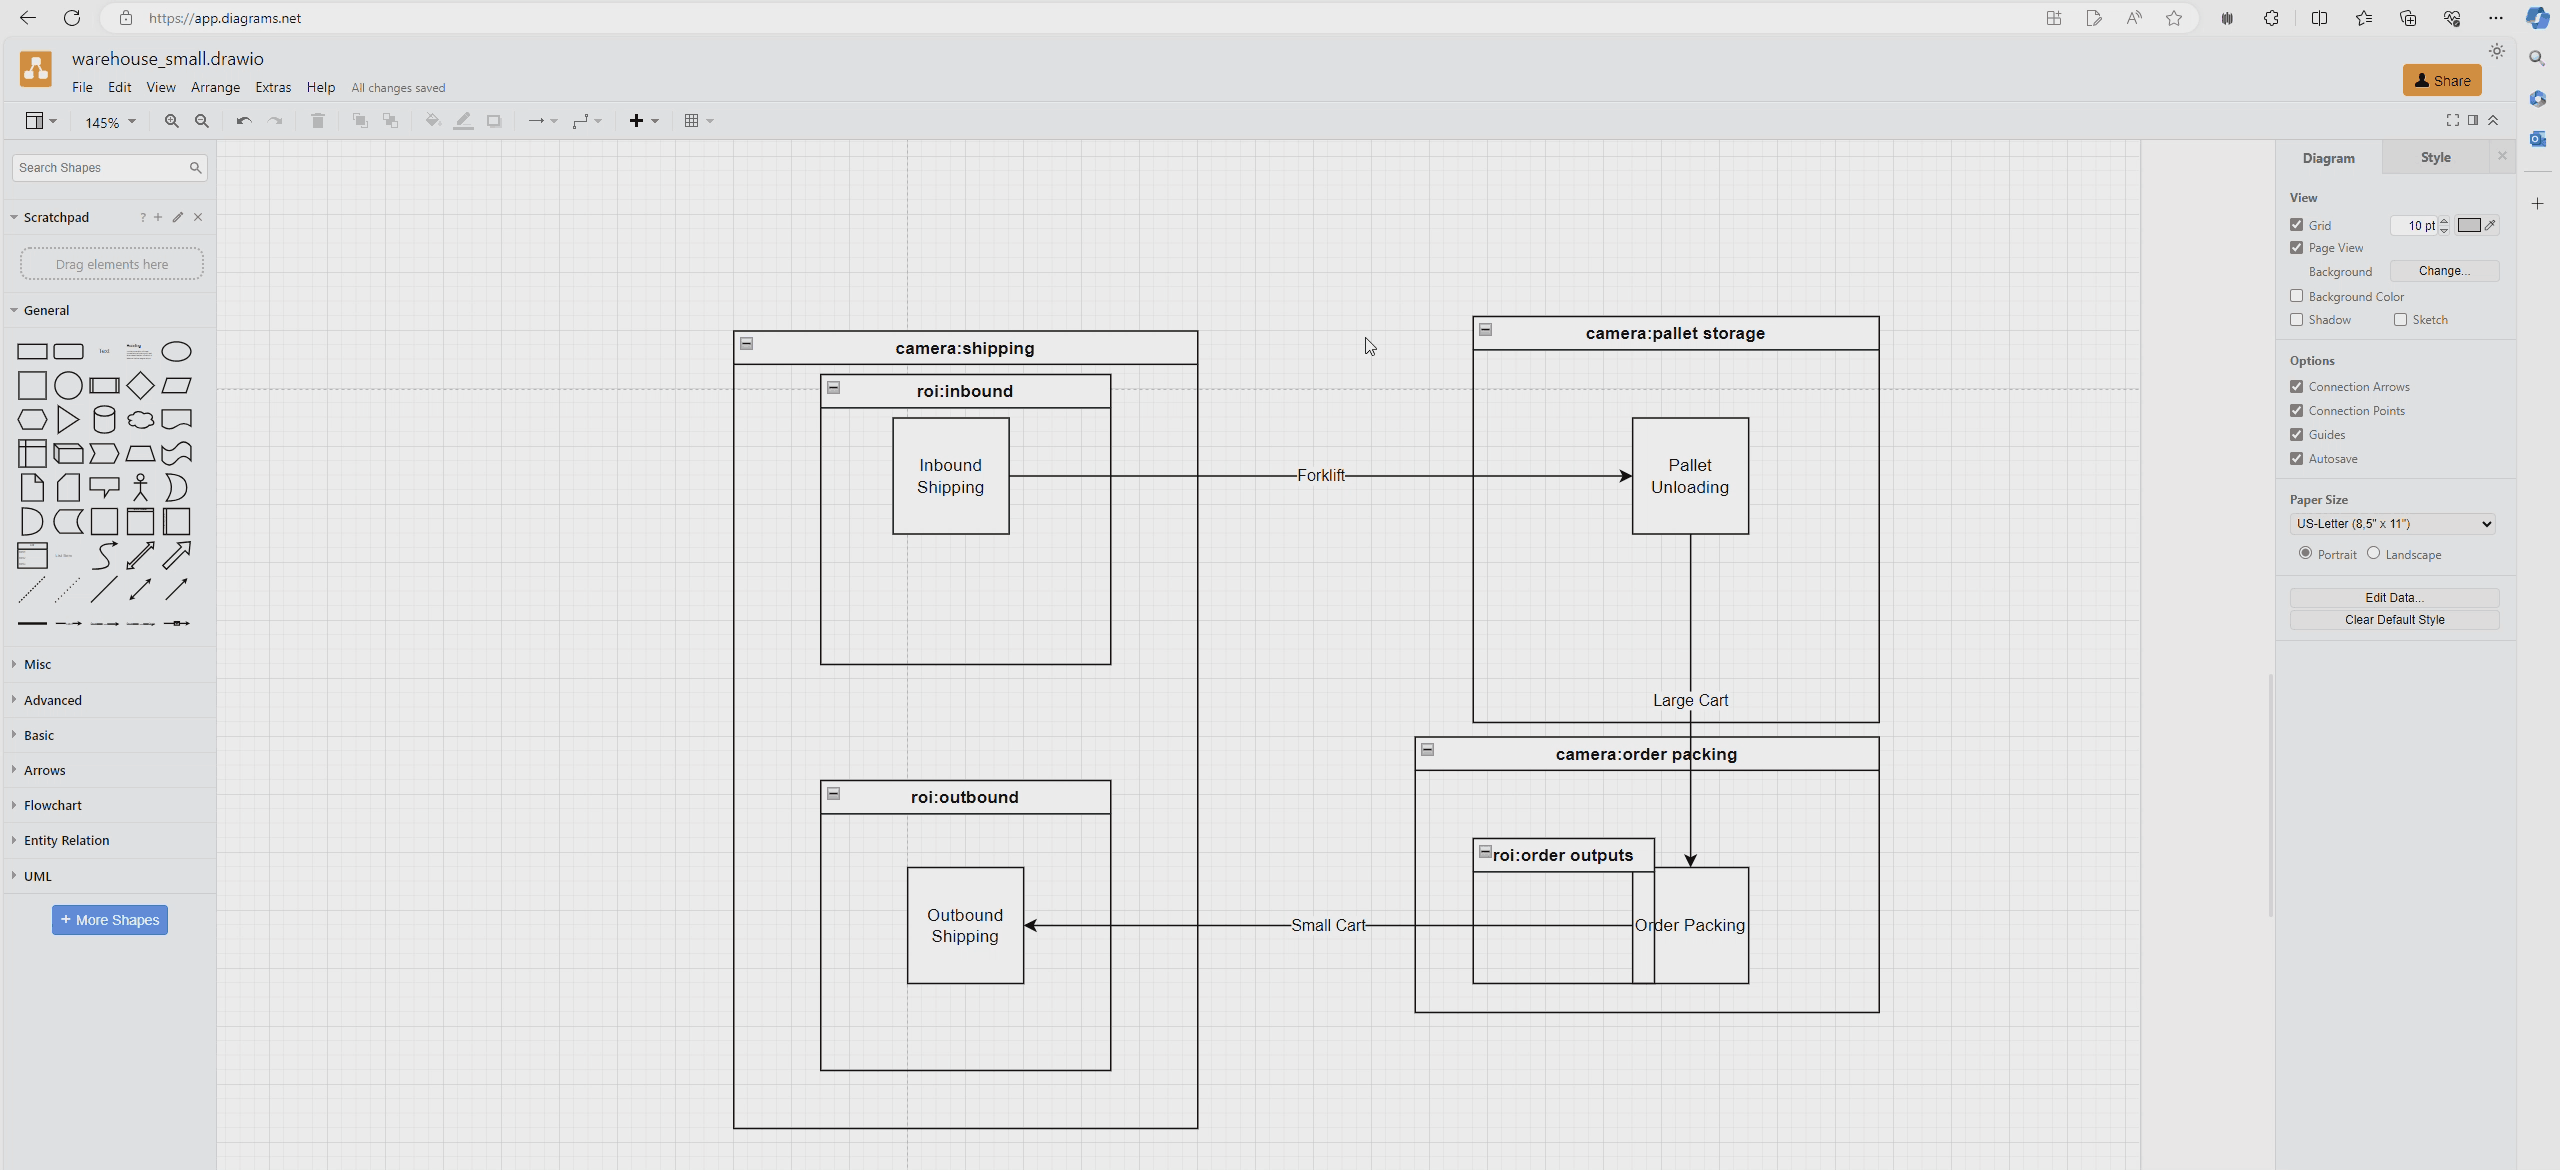 https://app.diagrams.net
warehouse_small.drawio
File Edit View Arrange Extras Help All changes saved
Share
145%
Search Shapes
Scratchpad
?
Drag elements here
General
Text
Heading
Misc
Advanced
Basic
Arrows
Flowchart
Entity Relation
UML
+ More Shapes
camera:shipping
roi:inbound
Inbound
Shipping
Forklift
camera:pallet storage
Pallet
Unloading
Large Cart
camera:order packing
roi:order outputs
Order Packing
Small Cart
roi:outbound
Outbound
Shipping
Diagram Style
View
Grid 10 pt
Page View
Background Change...
Background Color
Shadow Sketch
Options
Connection Arrows
Connection Points
Guides
Autosave
Paper Size
US-Letter (8,5" x 11")
Portrait Landscape
Edit Data...
Clear Default Style